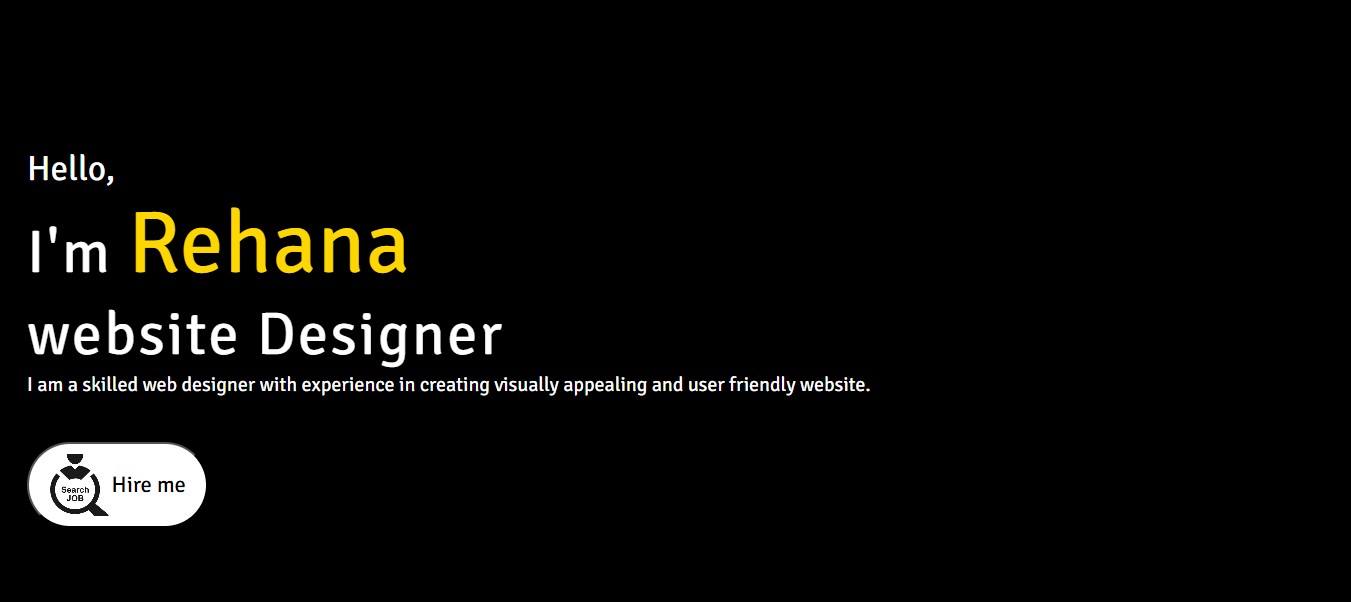 Hello,
I'm Rehana
website Designer
I am a skilled web designer with experience in creating visually appealing and user friendly website.
Search
JOB
Hire me